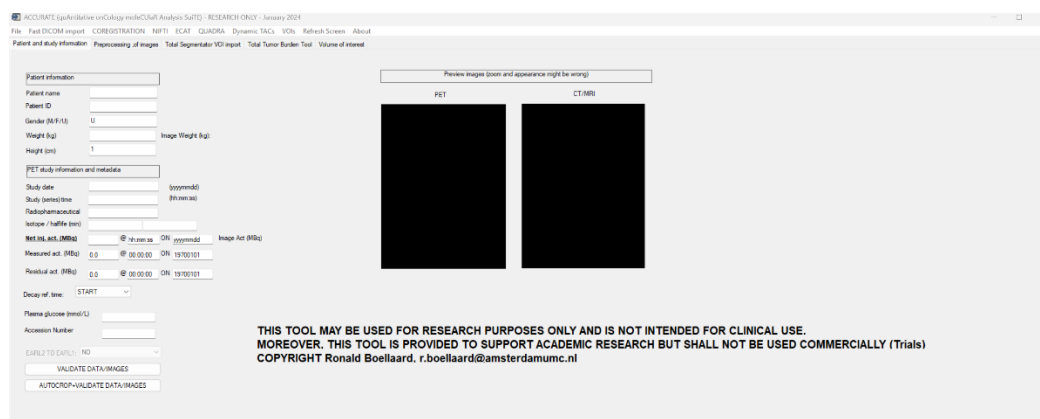 ACCURATE (quAntitative onCology moleCUlaR Analysis SuiTE) - RESEARCH ONLY - January 2024
File Fast DICOM import COREGISTRATION NIFTI ECAT QUADRA Dynamic TACs VOIs Refresh Screen About
Patient and study information Preprocessing of images Total Segmentator VOI import Total Tumor Burden Tool Volume of interest
Patient information
Preview images (zoom and appearance might be wrong)
Patient name
PET CT/MRI
Patient ID
Gender (M/F/U) U
Weight (kg) Image Weight (kg):
Height (cm) 1
PET study information and metadata
Study date (yyyymmdd)
Study (series) time (hh:mm:ss)
Radiopharmaceutical
Isotope / halflife (min)
Net inj. act. (MBq) @ hh:mm:ss ON yyyymmdd Image Act (MBq)
Measured act. (MBq) 0.0 @ 00:00:00 ON 19700101
Residual act. (MBq) 0.0 @ 00:00:00 ON 19700101
Decay ref. time: START
Plasma glucose (mmol/L)
Accession Number
THIS TOOL MAY BE USED FOR RESEARCH PURPOSES ONLY AND IS NOT INTENDED FOR CLINICAL USE.
MOREOVER, THIS TOOL IS PROVIDED TO SUPPORT ACADEMIC RESEARCH BUT SHALL NOT BE USED COMMERCIALLY (Trials)
COPYRIGHT Ronald Boellaard, r.boellaard@amsterdamumc.nl
EARL2 TO EARL1: NO
VALIDATE DATA/IMAGES
AUTOCROP+VALIDATE DATA/IMAGES